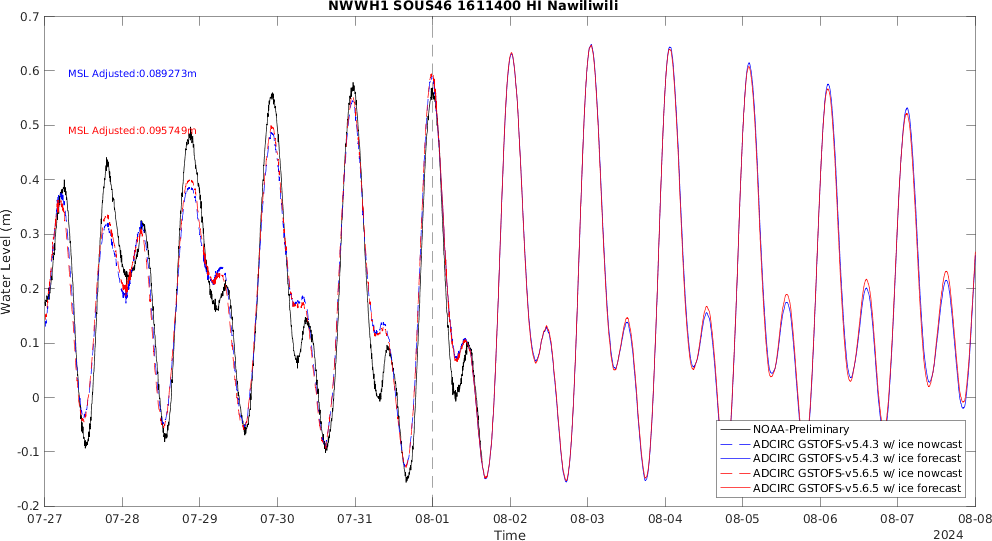 NWWH1 SOUS46 1611400 HI Nawiliwili
0.7
0.6
0.5
0.4
0.3
0.2
0.1
0
-0.1
-0.2
Water Level (m)
MSL Adjusted:0.089273m
MSL Adjusted:0.095749m
NOAA-Preliminary
ADCIRC GSTOFS-v5.4.3 w/ ice nowcast
ADCIRC GSTOFS-v5.4.3 w/ ice forecast
ADCIRC GSTOFS-v5.6.5 w/ ice nowcast
ADCIRC GSTOFS-v5.6.5 w/ ice forecast
07-27 07-28 07-29 07-30 07-31 08-01 08-02 08-03 08-04 08-05 08-06 08-07 08-08
Time
2024